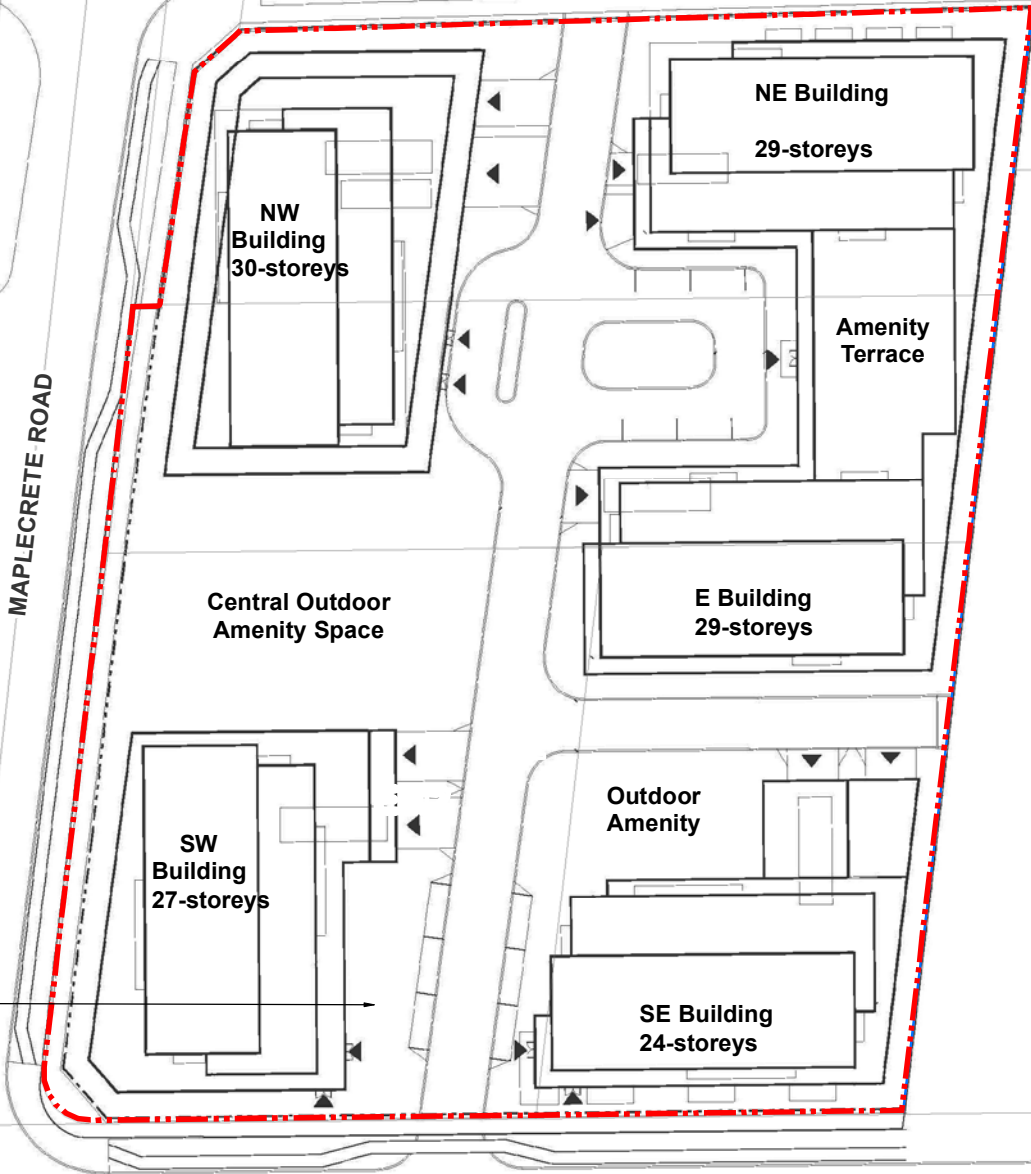 NE Building
29-storeys
NW
Building
30-storeys
Amenity
Terrace
MAPLECRETE ROAD
Central Outdoor
Amenity Space
E Building
29-storeys
Outdoor
Amenity
SW
Building
27-storeys
SE Building
24-storeys